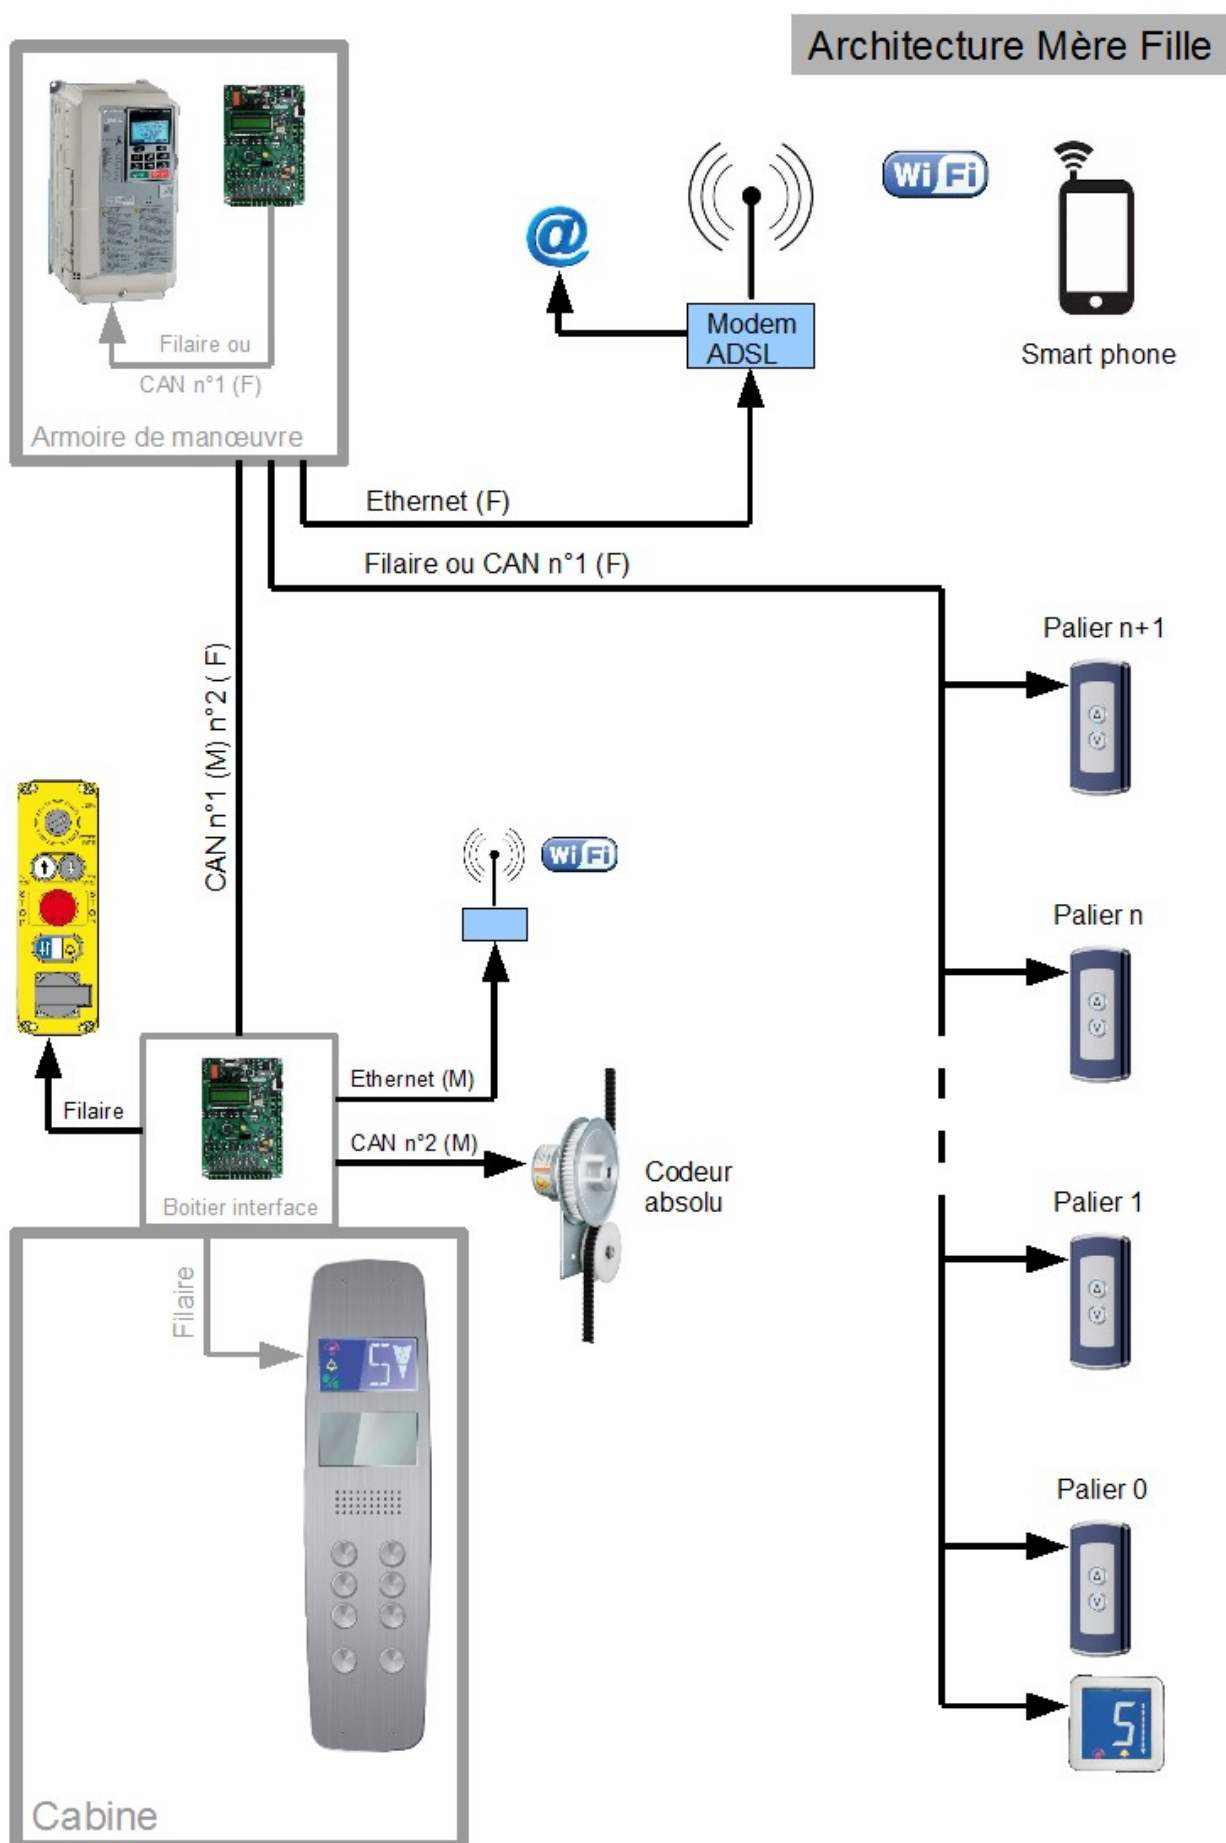 Architecture Mère Fille
Wi Fi
@
Modem
ADSL
Smart phone
Filaire ou
CAN n°1 (F)
Armoire de manœuvre
Ethernet (F)
Filaire ou CAN n°1 (F)
CAN n°1 (M) n°2 ( F)
Palier n+1
Wi Fi
Palier n
Ethernet (M)
Filaire
CAN n°2 (M)
Codeur
absolu
Boitier interface
Palier 1
Filaire
5
Palier 0
5
Cabine